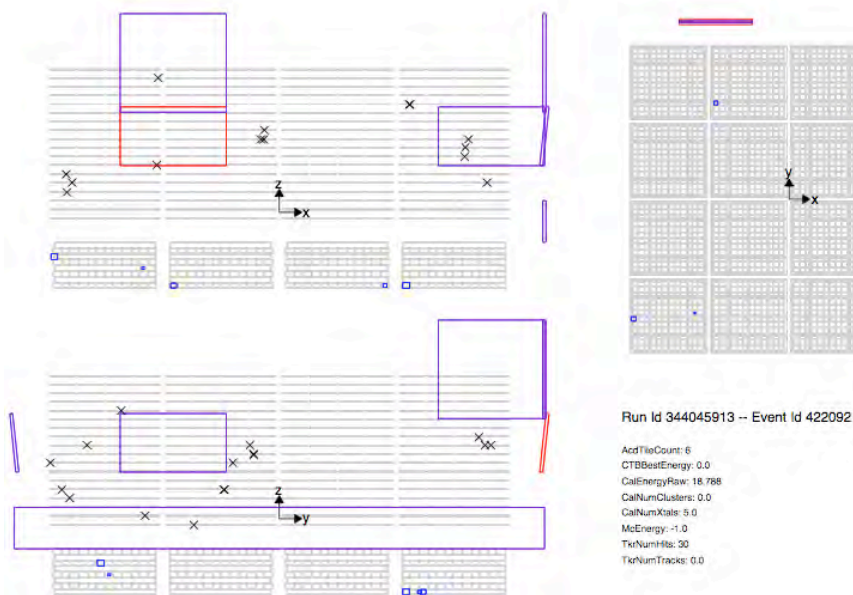 z
x
y
x
z
y
Run Id 344045913 -- Event Id 422092
AcdTileCount: 6
CTBBestEnergy: 0.0
CalEnergyRaw: 18.788
CalNumClusters: 0.0
CalNumXtals: 5.0
McEnergy: -1.0
TkrNumHits: 30
TkrNumTracks: 0.0